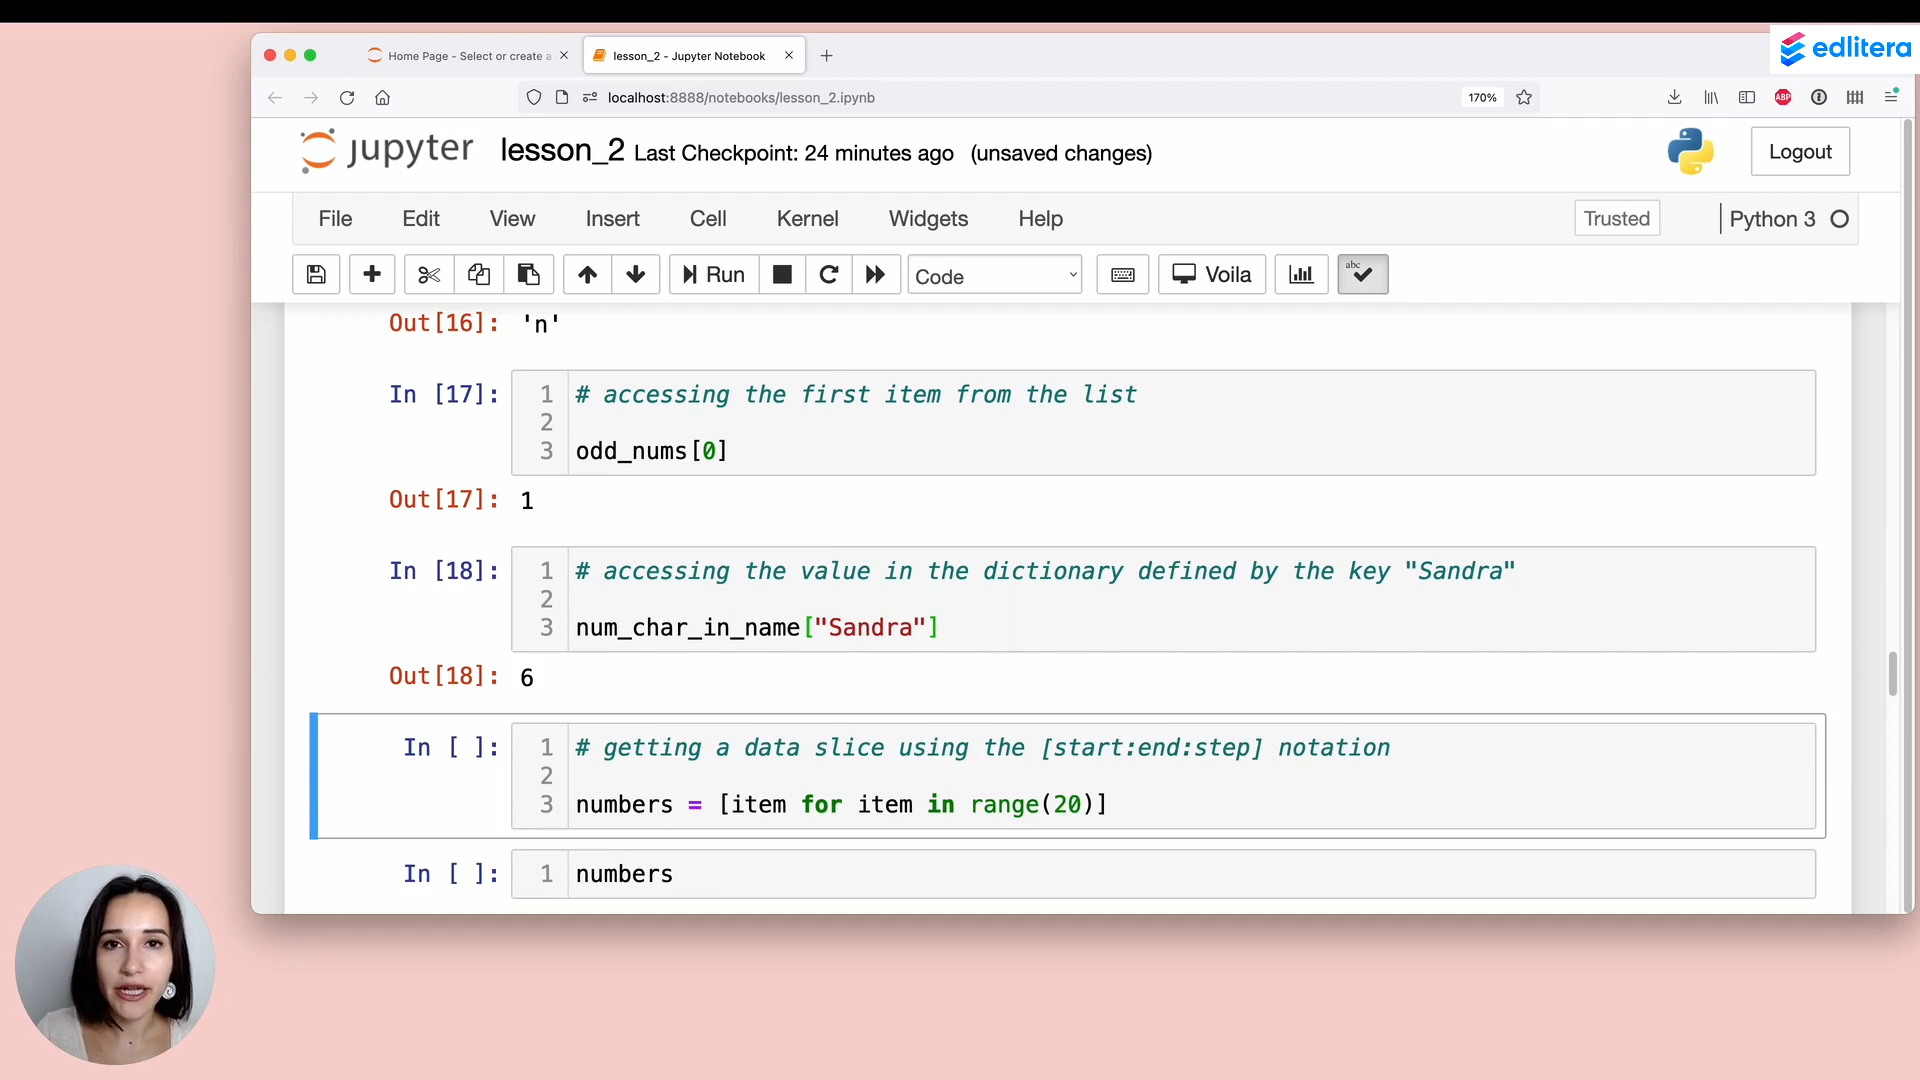 Home Page - Select or create a
lesson_2 - Jupyter Notebook
edlitera
localhost:8888/notebooks/lesson_2.ipynb
170%
ABP
jupyter lesson_2 Last Checkpoint: 24 minutes ago (unsaved changes)
Logout
File Edit View Insert Cell Kernel Widgets Help
Trusted
Python 3
Run
Code
Voila
abc
Out[16]: 'n'
In [17]: 1 # accessing the first item from the list
2
3 odd_nums[0]
Out[17]: 1
In [18]: 1 # accessing the value in the dictionary defined by the key "Sandra"
2
3 num_char_in_name["Sandra"]
Out[18]: 6
In [ ]: 1 # getting a data slice using the [start:end:step] notation
2
3 numbers = [item for item in range(20)]
In [ ]: 1 numbers